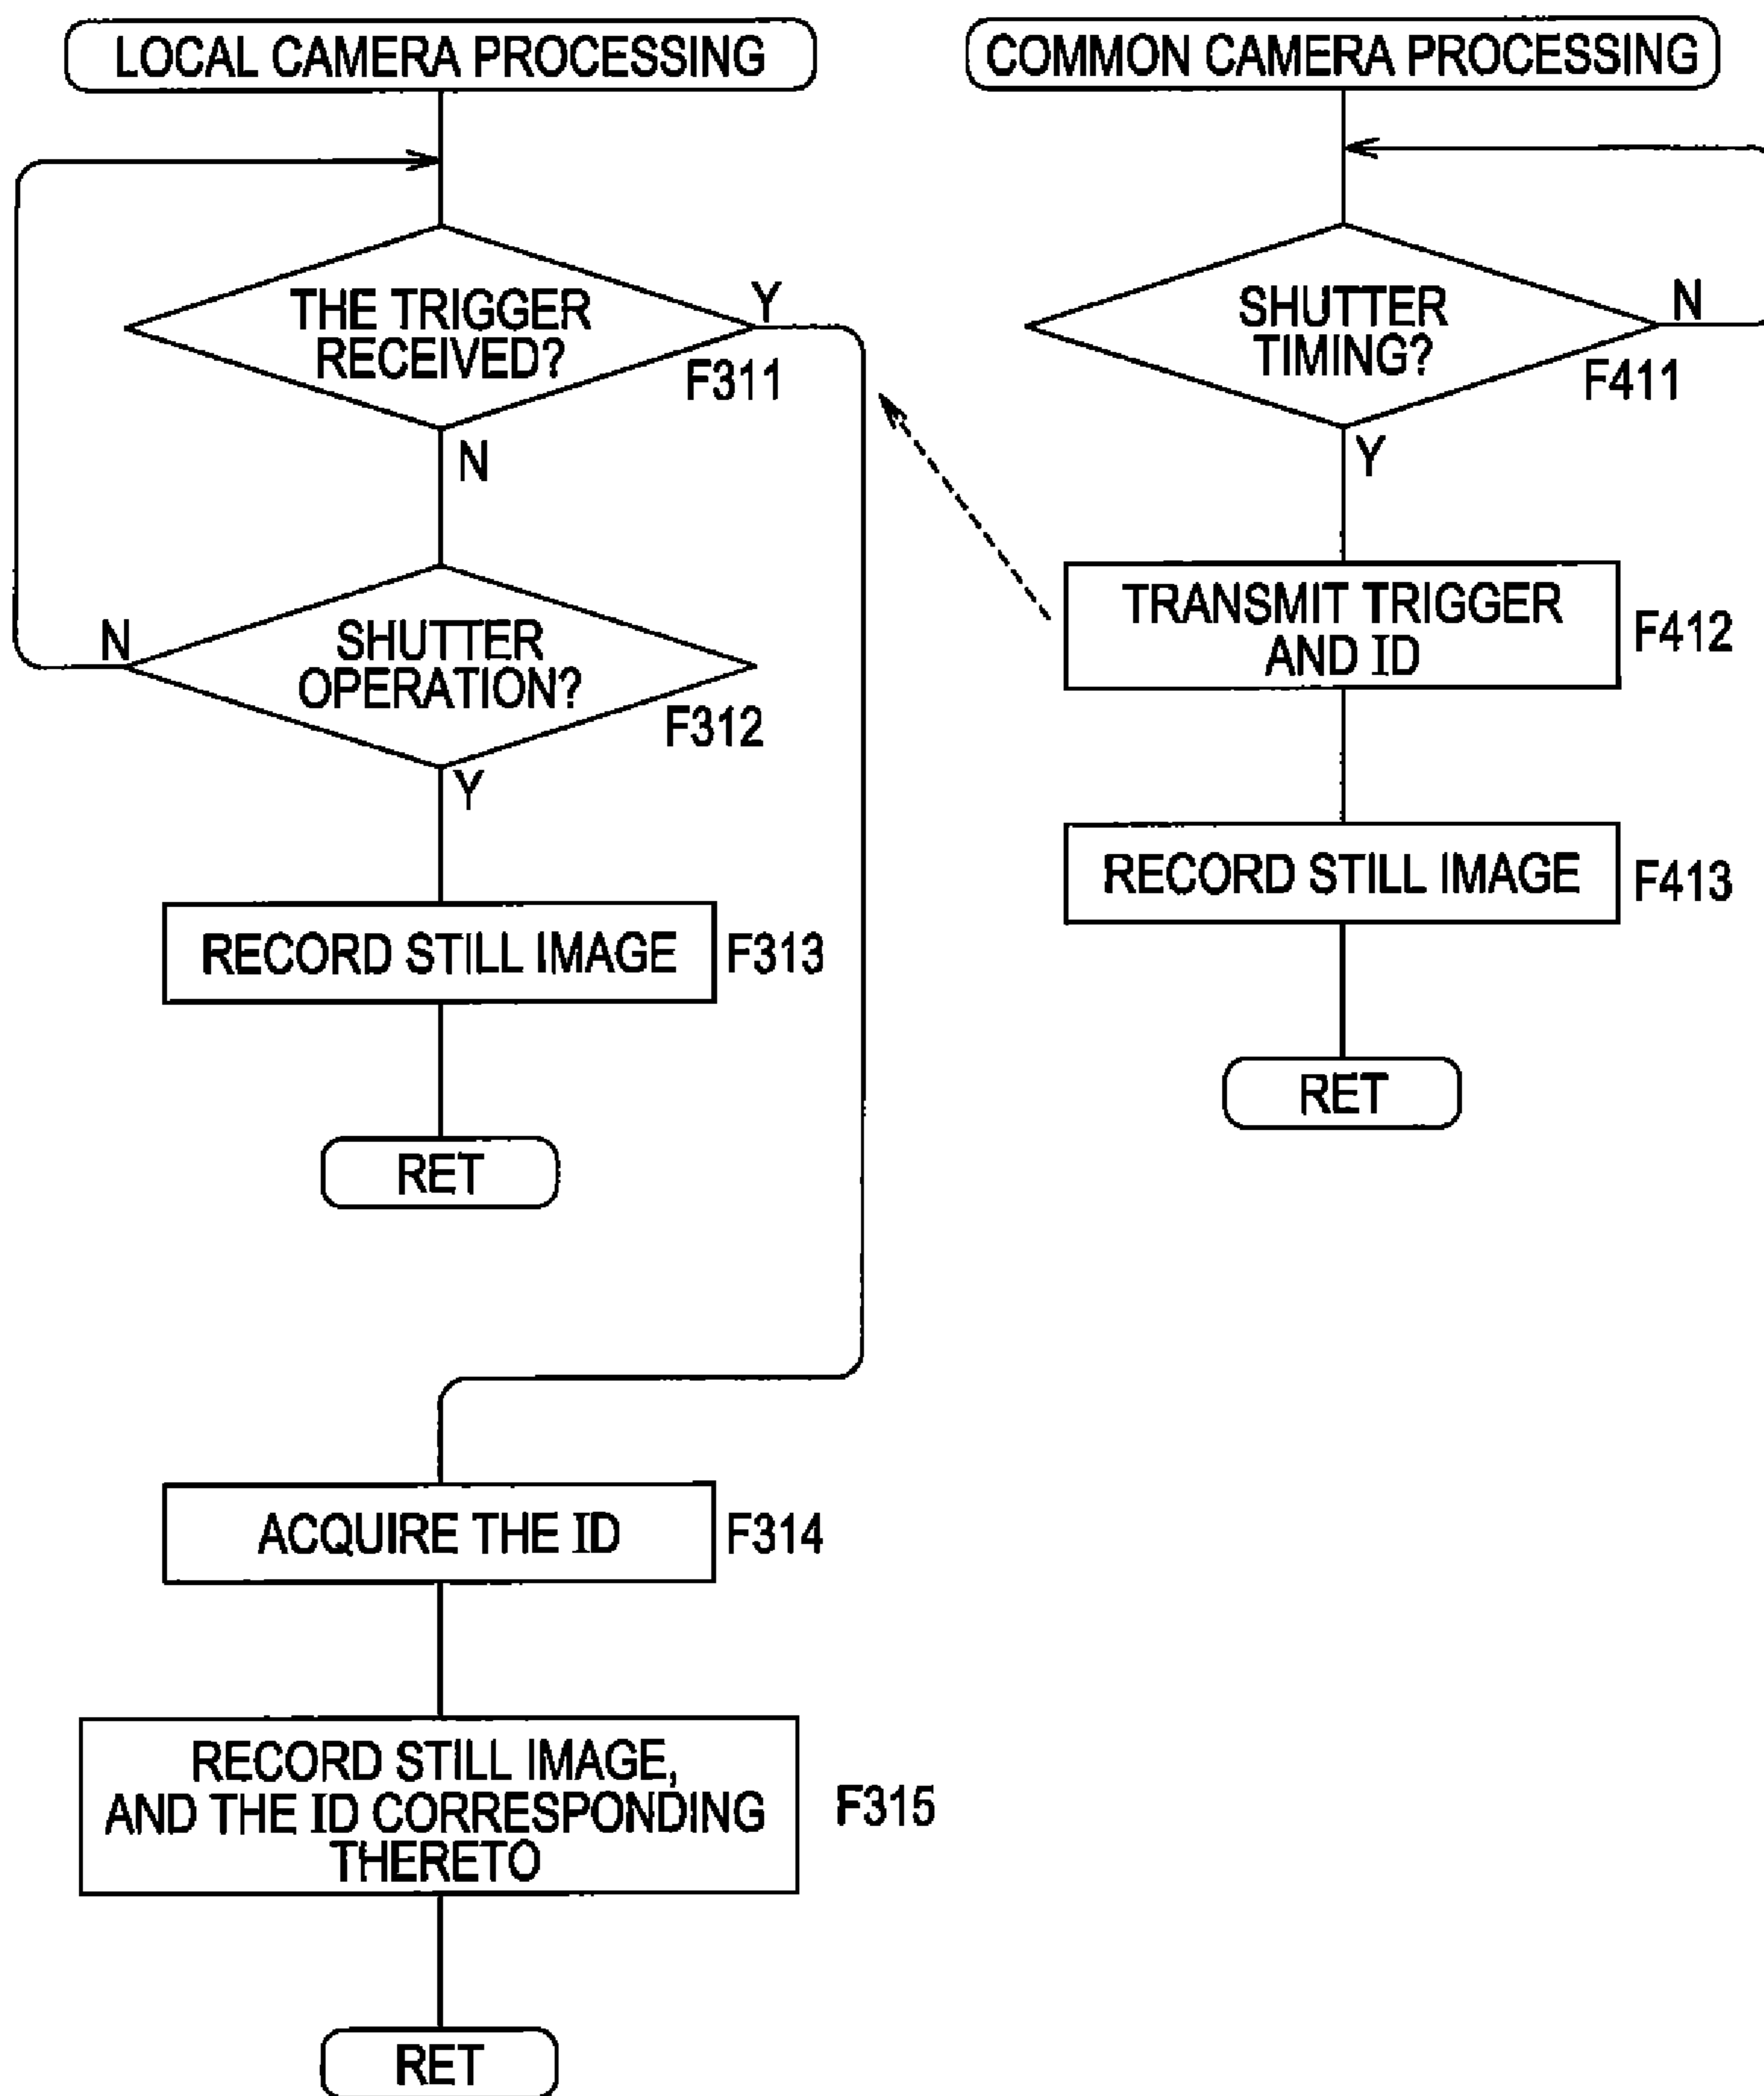 LOCAL CAMERA PROCESSING
THE TRIGGER
RECEIVED?
Y
F311
N
N
SHUTTER
OPERATION?
F312
Y
RECORD STILL IMAGE
F313
RET
ACQUIRE THE ID
F314
RECORD STILL IMAGE,
AND THE ID CORRESPONDING
THERETO
F315
RET
COMMON CAMERA PROCESSING
SHUTTER
TIMING?
N
F411
Y
TRANSMIT TRIGGER
AND ID
F412
RECORD STILL IMAGE
F413
RET